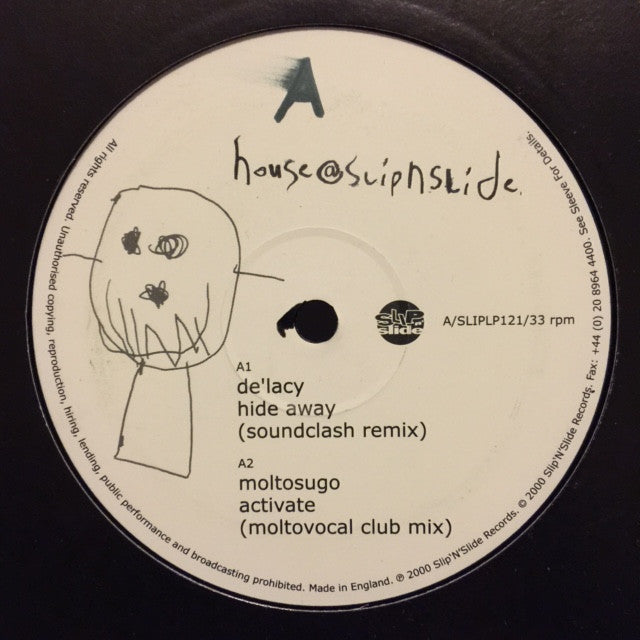 A
house@slipnslide
SLiP'N'
Slide
A/SLIPLP121/33 rpm
A1
de'lacy
hide away
(soundclash remix)
A2
moltosugo
activate
(moltovocal club mix)
All rights reserved. Unauthorised copying, reproduction, hiring, lending, public performance and broadcasting prohibited. Made in England. ℗ 2000 Slip'N'Slide Records. © 2000 Slip'N'Slide Records. Fax: +44 (0) 20 8964 4400. See Sleeve For Details.